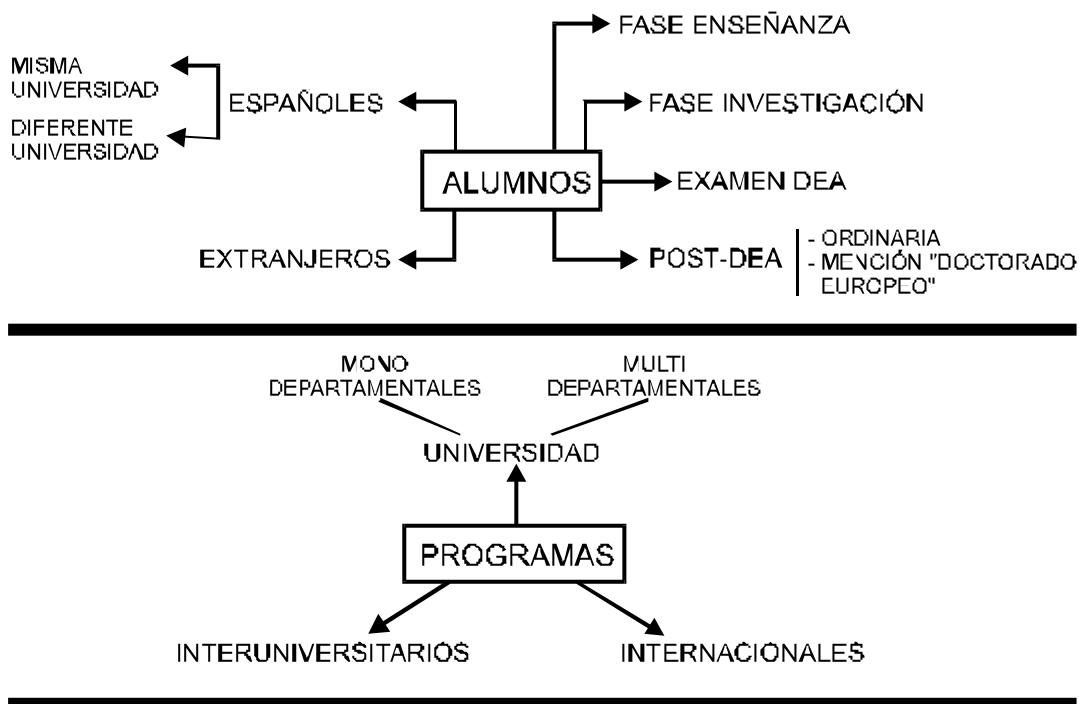 FASE ENSEÑANZA
MISMA
UNIVERSIDAD
ESPAÑOLES
FASE INVESTIGACIÓN
DIFERENTE
UNIVERSIDAD
ALUMNOS
EXAMEN DEA
EXTRANJEROS
POST-DEA
- ORDINARIA
- MENCIÓN "DOCTORADO
EUROPEO"
MONO
DEPARTAMENTALES
MULTI
DEPARTAMENTALES
UNIVERSIDAD
PROGRAMAS
INTERUNIVERSITARIOS
INTERNACIONALES